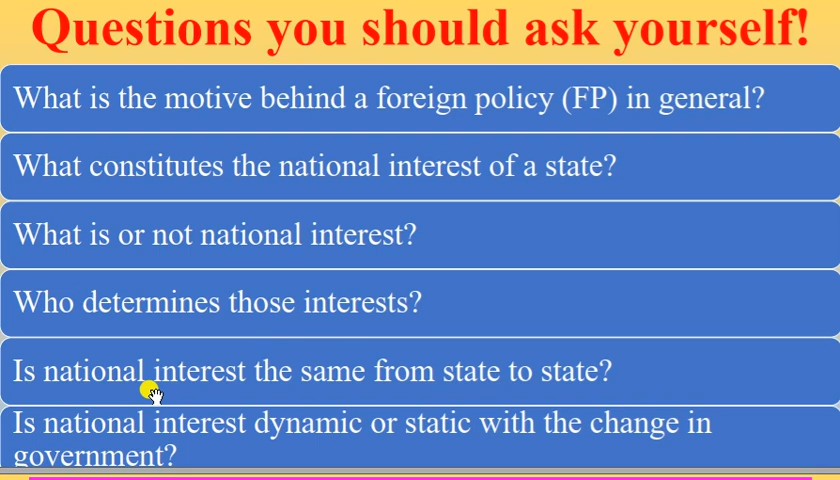 Questions you should ask yourself!
What is the motive behind a foreign policy (FP) in general?
What constitutes the national interest of a state?
What is or not national interest?
Who determines those interests?
Is national interest the same from state to state?
Is national interest dynamic or static with the change in
government?